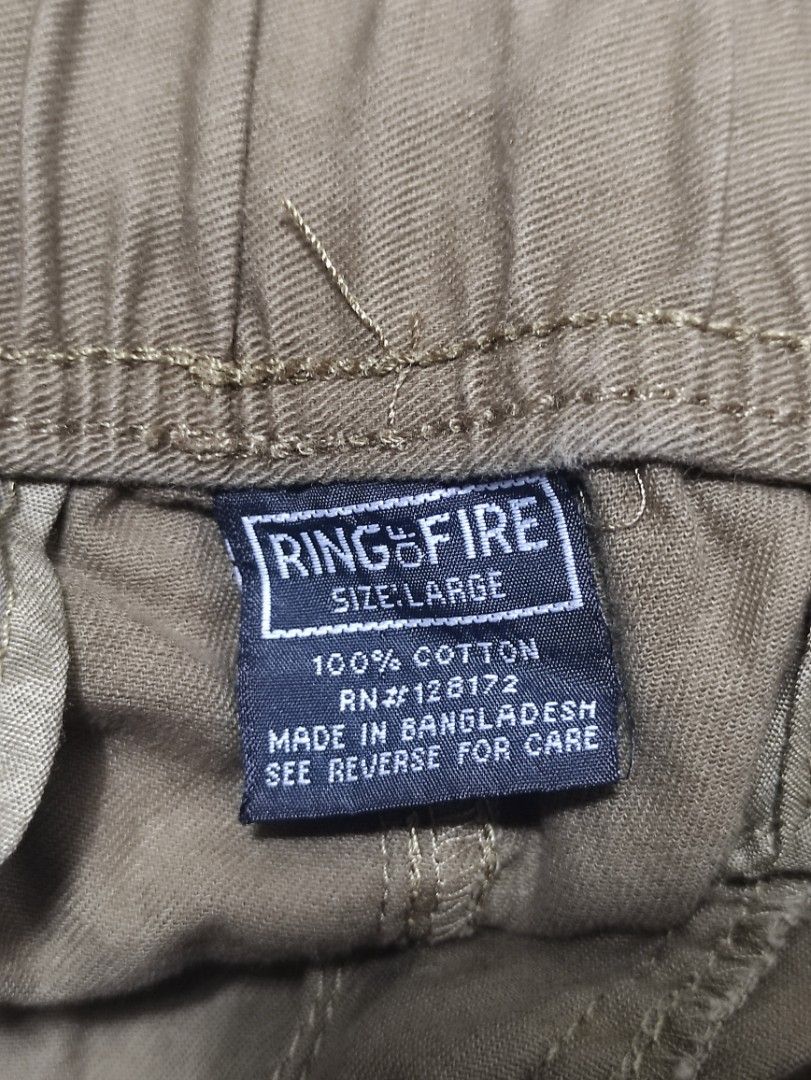 RING OF FIRE
SIZE:LARGE
100% COTTON
RN#128172
MADE IN BANGLADESH
SEE REVERSE FOR CARE